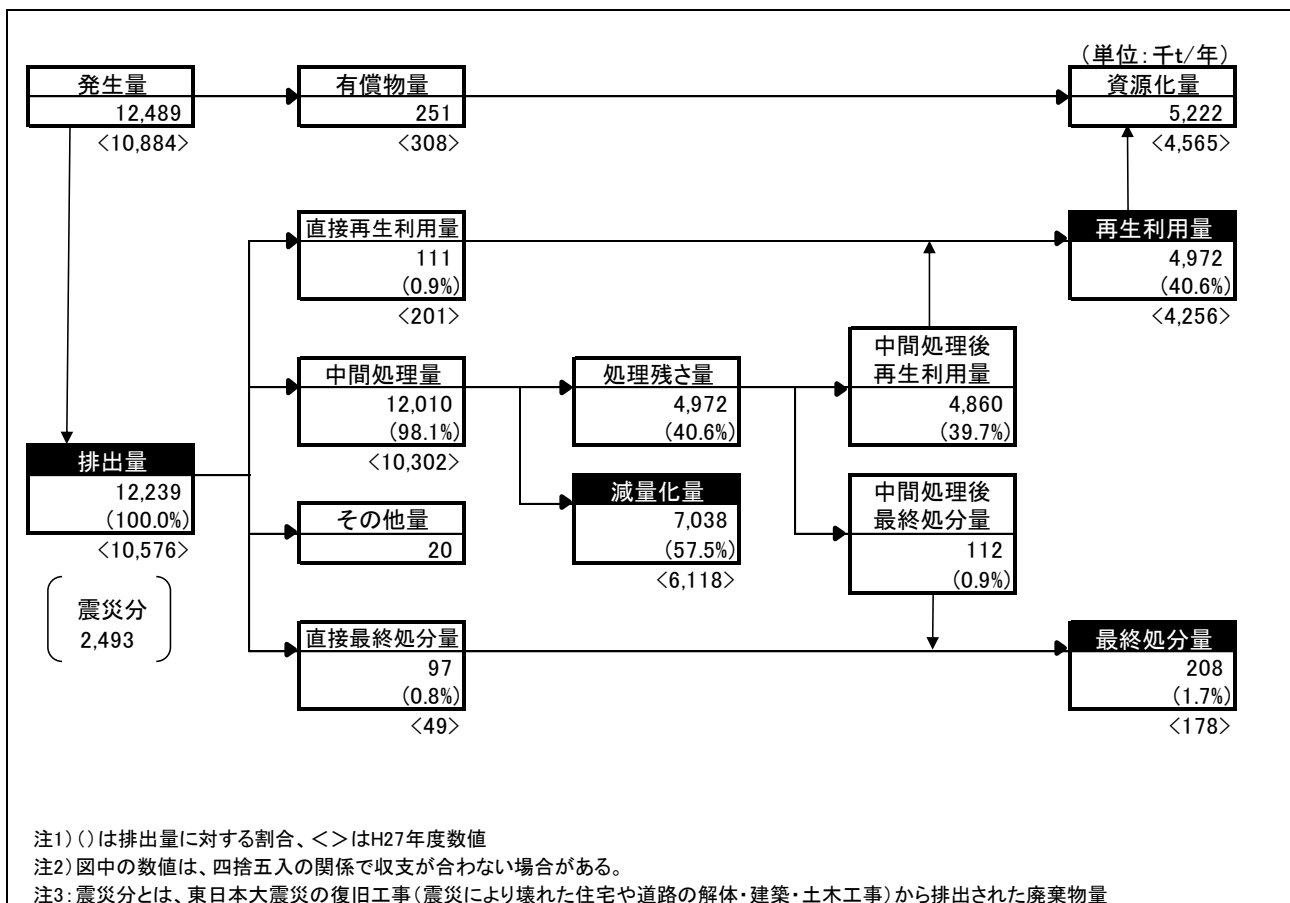 (単位:千t/年)
発生量
12,489
<10,884>
有償物量
251
<308>
資源化量
5,222
<4,565>
直接再生利用量
111
(0.9%)
<201>
再生利用量
4,972
(40.6%)
<4,256>
中間処理量
12,010
(98.1%)
<10,302>
処理残さ量
4,972
(40.6%)
中間処理後
再生利用量
4,860
(39.7%)
排出量
12,239
(100.0%)
<10,576>
震災分
2,493
その他量
20
減量化量
7,038
(57.5%)
<6,118>
中間処理後
最終処分量
112
(0.9%)
直接最終処分量
97
(0.8%)
<49>
最終処分量
208
(1.7%)
<178>
注1)()は排出量に対する割合、<>はH27年度数値
注2)図中の数値は、四捨五入の関係で収支が合わない場合がある。
注3:震災分とは、東日本大震災の復旧工事(震災により壊れた住宅や道路の解体・建築・土木工事)から排出された廃棄物量